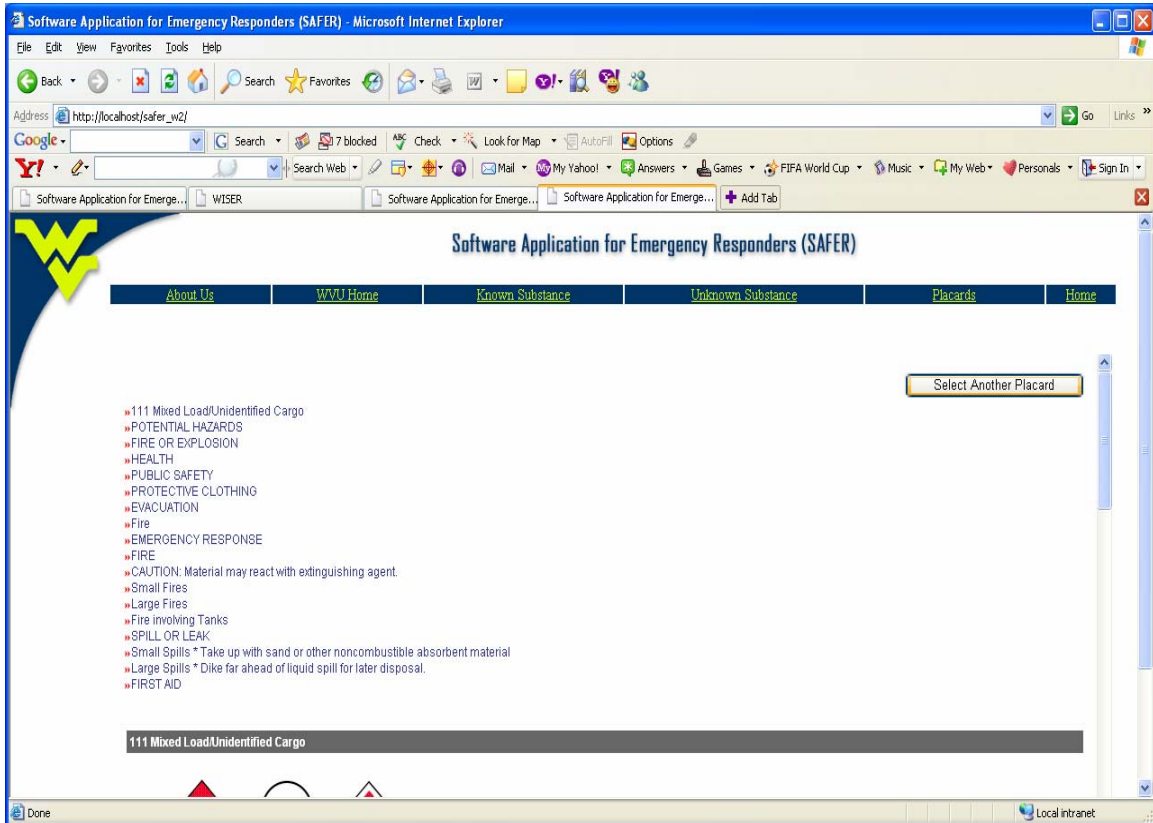 Software Application for Emergency Responders (SAFER) - Microsoft Internet Explorer
File Edit View Favorites Tools Help
Back Search Favorites
Address http://localhost/safer_w2/ Go Links »
Google Search 7 blocked Check Look for Map AutoFill Options
Y! Search Web Mail My Yahoo! Answers Games FIFA World Cup Music My Web Personals Sign In
Software Application for Emerge... WISER Software Application for Emerge... Software Application for Emerge... Add Tab
Software Application for Emergency Responders (SAFER)
About Us WVU Home Known Substance Unknown Substance Placards Home
Select Another Placard
»111 Mixed Load/Unidentified Cargo
»POTENTIAL HAZARDS
»FIRE OR EXPLOSION
»HEALTH
»PUBLIC SAFETY
»PROTECTIVE CLOTHING
»EVACUATION
»Fire
»EMERGENCY RESPONSE
»FIRE
»CAUTION: Material may react with extinguishing agent.
»Small Fires
»Large Fires
»Fire involving Tanks
»SPILL OR LEAK
»Small Spills * Take up with sand or other noncombustible absorbent material
»Large Spills * Dike far ahead of liquid spill for later disposal.
»FIRST AID
111 Mixed Load/Unidentified Cargo
Done Local intranet